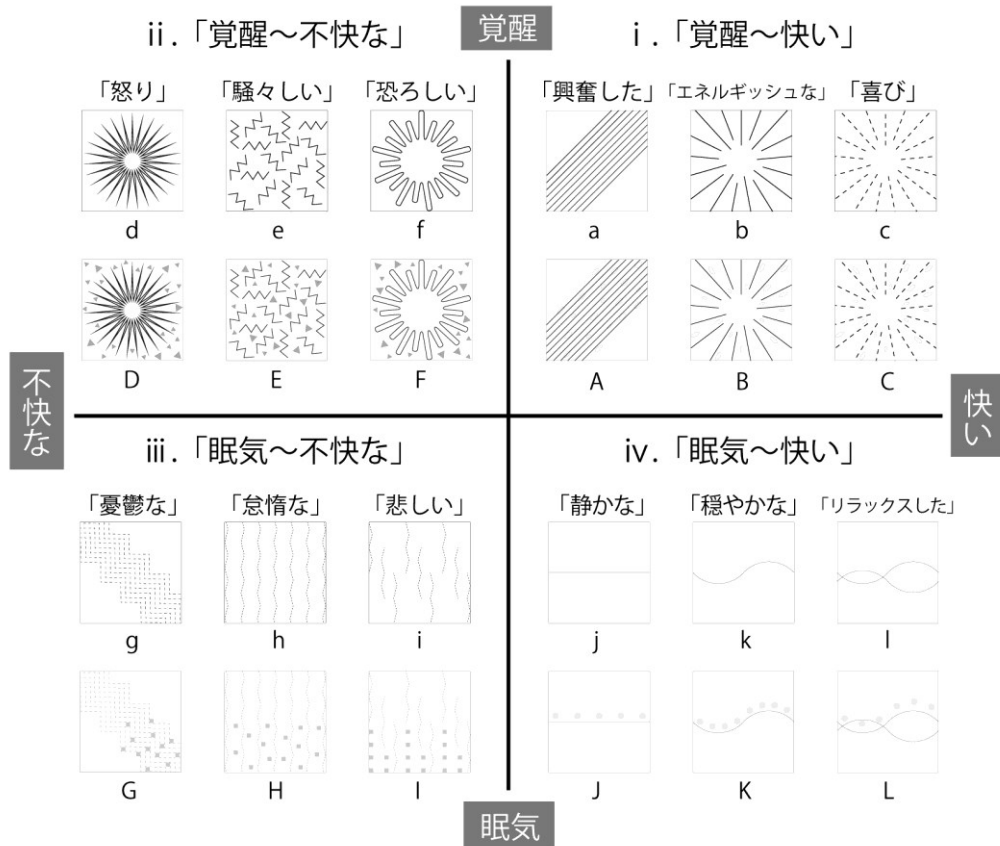 覚醒
ii.「覚醒～不快な」
i.「覚醒～快い」
「怒り」
「騒々しい」
「恐ろしい」
「興奮した」
「エネルギッシュな」
「喜び」
d
e
f
a
b
c
D
E
F
A
B
C
不快な
快い
iii.「眠気～不快な」
iv.「眠気～快い」
「憂鬱な」
「怠惰な」
「悲しい」
「静かな」
「穏やかな」
「リラックスした」
g
h
i
j
k
l
G
H
I
J
K
L
眠気